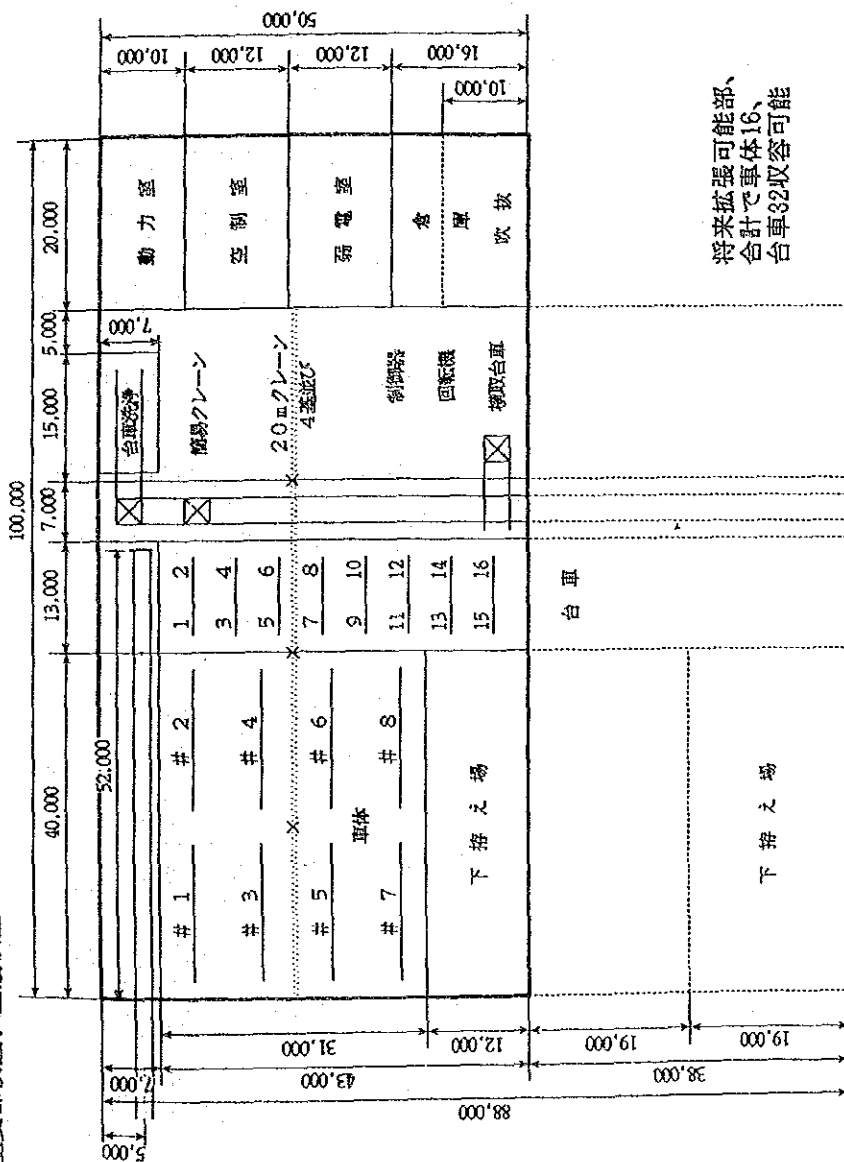 100,000
40,000
13,000
7,000
15,000
5,000
20,000
52,000
7,000
50,000
10,000
12,000
12,000
16,000
10,000
5,000
7,000
31,000
43,000
12,000
88,000
38,000
19,000
19,000
台車洗浄
簡易クレーン
20mクレーン
4基並び
制御器
回転機
横取台車
動力室
空制室
弱電室
倉庫
吹抜
# 1
# 2
# 3
# 4
# 5
# 6
# 7
# 8
車体
1 2
3 4
5 6
7 8
9 10
11 12
13 14
15 16
台車
下拵え場
下拵え場
将来拡張可能部、
合計で車体16、
台車32収容可能